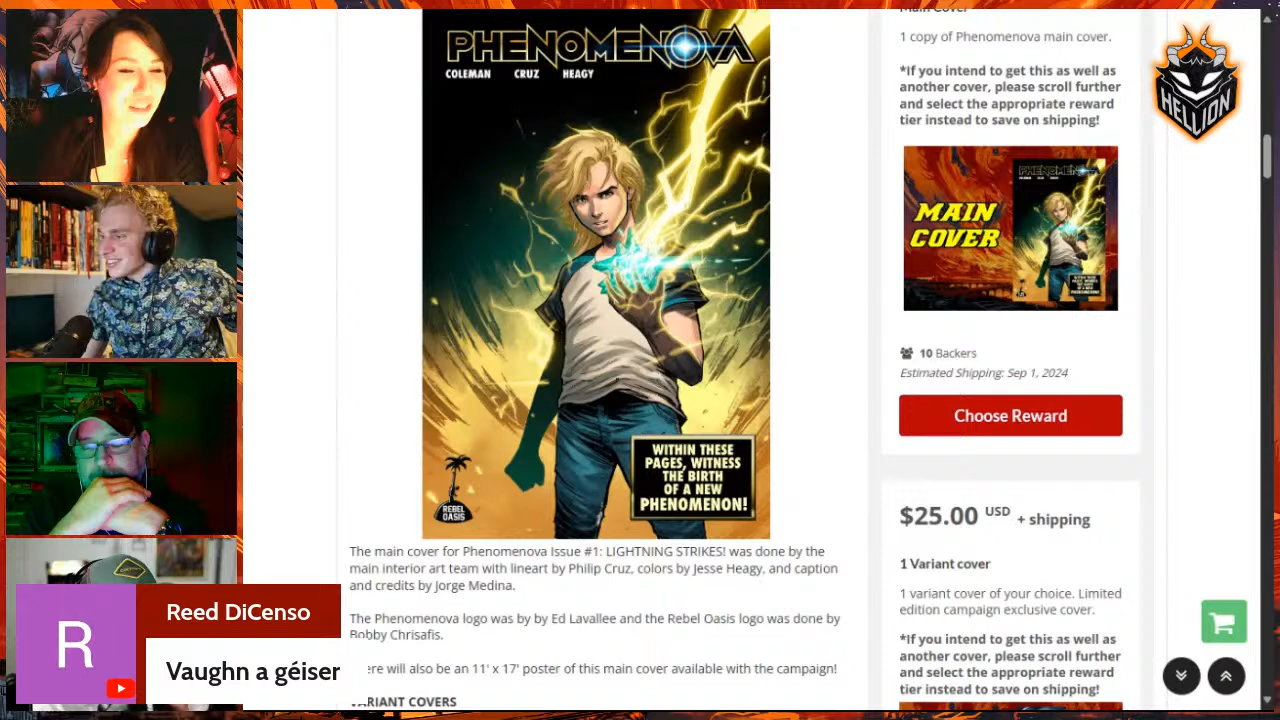 PHENOMENOVA
COLEMAN CRUZ HEAGY
WITHIN THESE
PAGES, WITNESS
THE BIRTH
OF A NEW
PHENOMENON!
REBEL
OASIS
The main cover for Phenomenova Issue #1: LIGHTNING STRIKES! was done by the
main interior art team with lineart by Philip Cruz, colors by Jesse Heagy, and caption
and credits by Jorge Medina.
The Phenomenova logo was by by Ed Lavallee and the Rebel Oasis logo was done by
Bobby Chrisafis.
ere will also be an 11' x 17' poster of this main cover available with the campaign!
VARIANT COVERS
Main Cover
1 copy of Phenomenova main cover.
*If you intend to get this as well as
another cover, please scroll further
and select the appropriate reward
tier instead to save on shipping!
PHENOMENOVA
MAIN
COVER
10 Backers
Estimated Shipping: Sep 1, 2024
Choose Reward
$25.00 USD + shipping
1 Variant cover
1 variant cover of your choice. Limited
edition campaign exclusive cover.
*If you intend to get this as well as
another cover, please scroll further
and select the appropriate reward
tier instead to save on shipping!
HELLION
R
Reed DiCenso
Vaughn a géiser